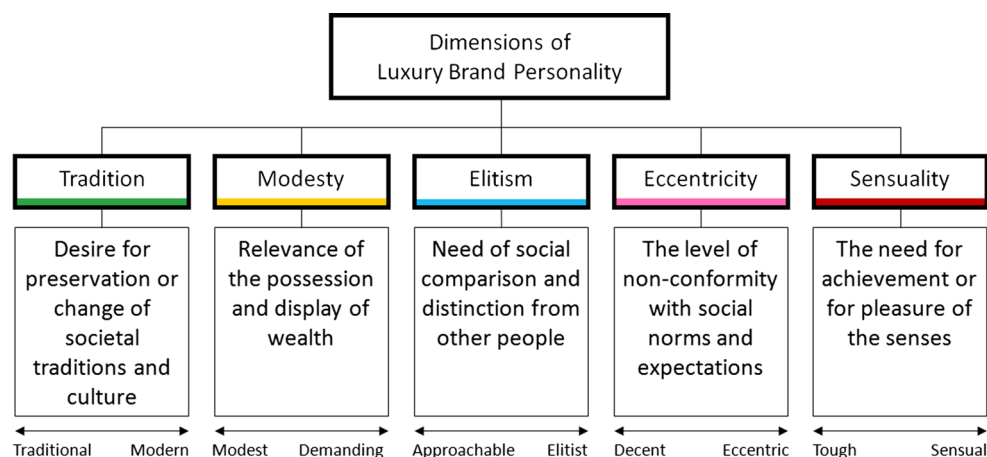 Dimensions of
Luxury Brand Personality
Tradition
Modesty
Elitism
Eccentricity
Sensuality
Desire for
preservation or
change of
societal
traditions and
culture
Relevance of
the possession
and display of
wealth
Need of social
comparison and
distinction from
other people
The level of
non-conformity
with social
norms and
expectations
The need for
achievement or
for pleasure of
the senses
Traditional Modern
Modest Demanding
Approachable Elitist
Decent Eccentric
Tough Sensual